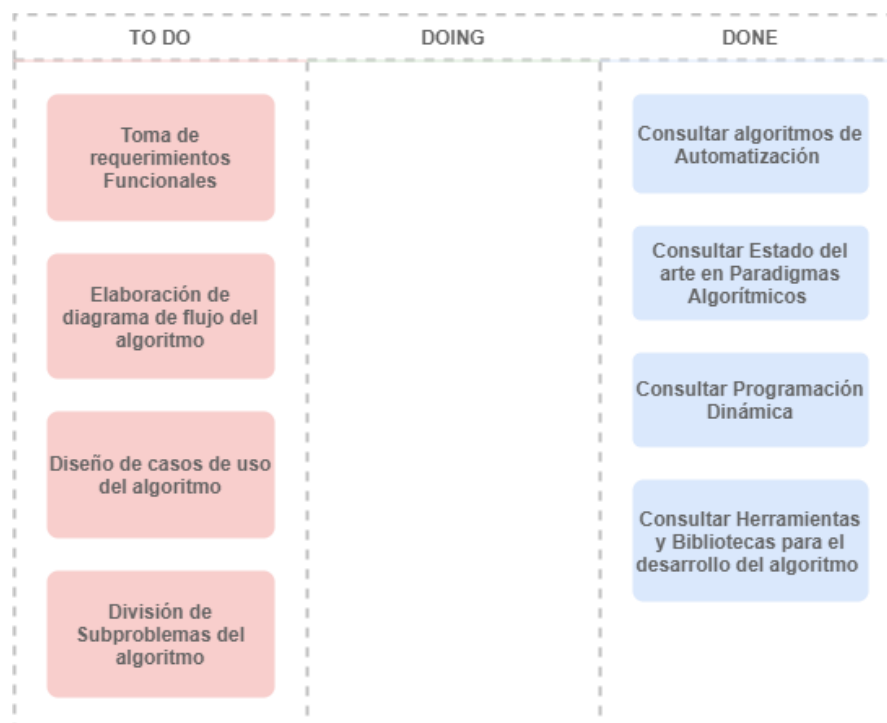 TO DO
DOING
DONE
Toma de
requerimientos
Funcionales
Elaboración de
diagrama de flujo del
algoritmo
Diseño de casos de uso
del algoritmo
División de
Subproblemas del
algoritmo
Consultar algoritmos de
Automatización
Consultar Estado del
arte en Paradigmas
Algorítmicos
Consultar Programación
Dinámica
Consultar Herramientas
y Bibliotecas para el
desarrollo del algoritmo